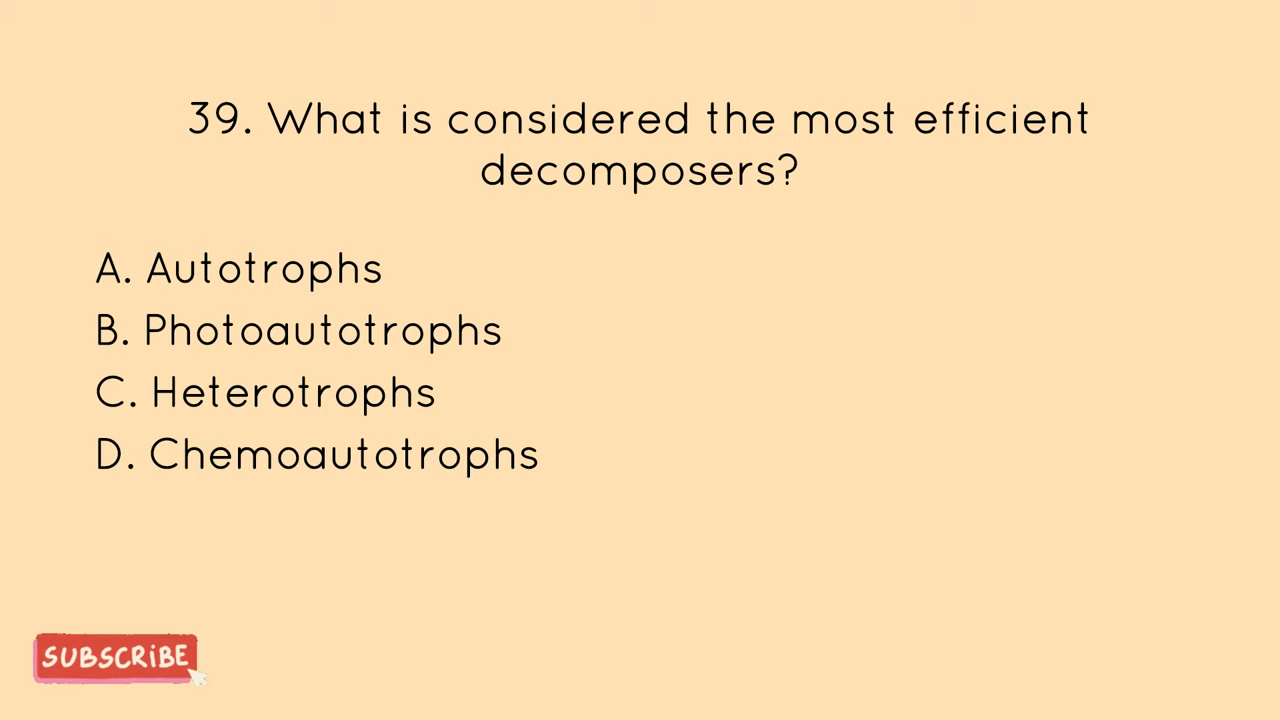 39. What is considered the most efficient
decomposers?
A. Autotrophs
B. Photoautotrophs
C. Heterotrophs
D. Chemoautotrophs
SUBSCRiBE